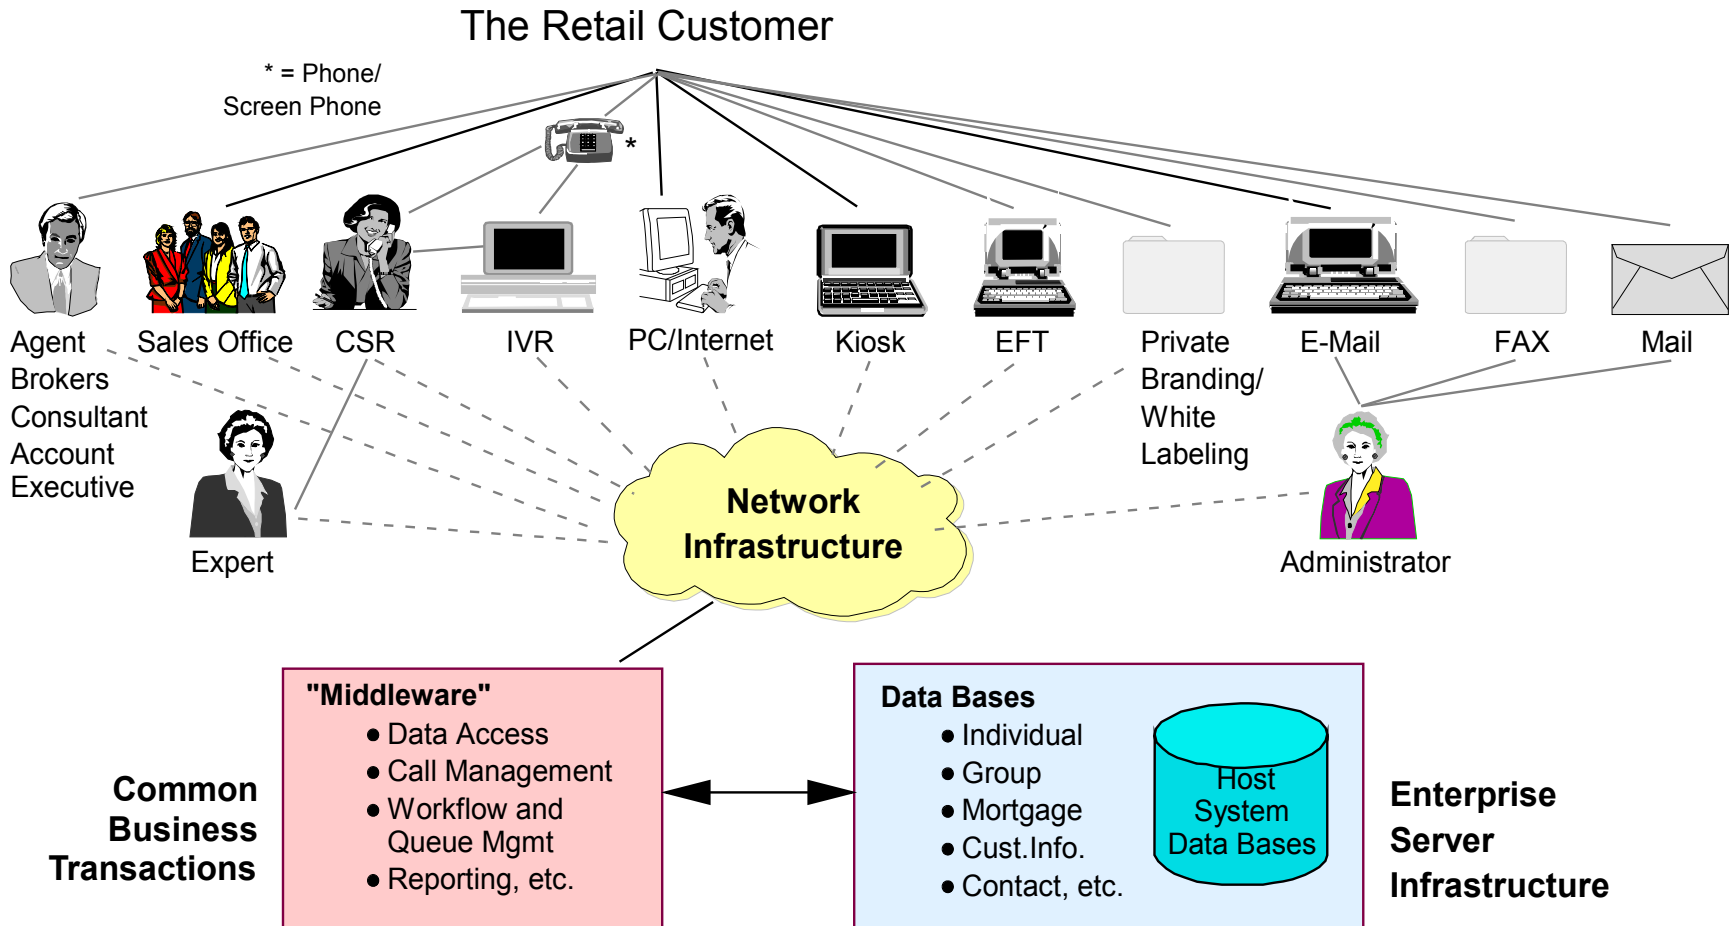 The Retail Customer
* = Phone/
Screen Phone
*
Agent
Brokers
Consultant
Account
Executive
Sales Office
CSR
IVR
PC/Internet
Kiosk
EFT
Private
Branding/
White
Labeling
E-Mail
FAX
Mail
Expert
Network
Infrastructure
Administrator
Common
Business
Transactions
"Middleware"
• Data Access
• Call Management
• Workflow and
Queue Mgmt
• Reporting, etc.
Data Bases
• Individual
• Group
• Mortgage
• Cust.Info.
• Contact, etc.
Host
System
Data Bases
Enterprise
Server
Infrastructure